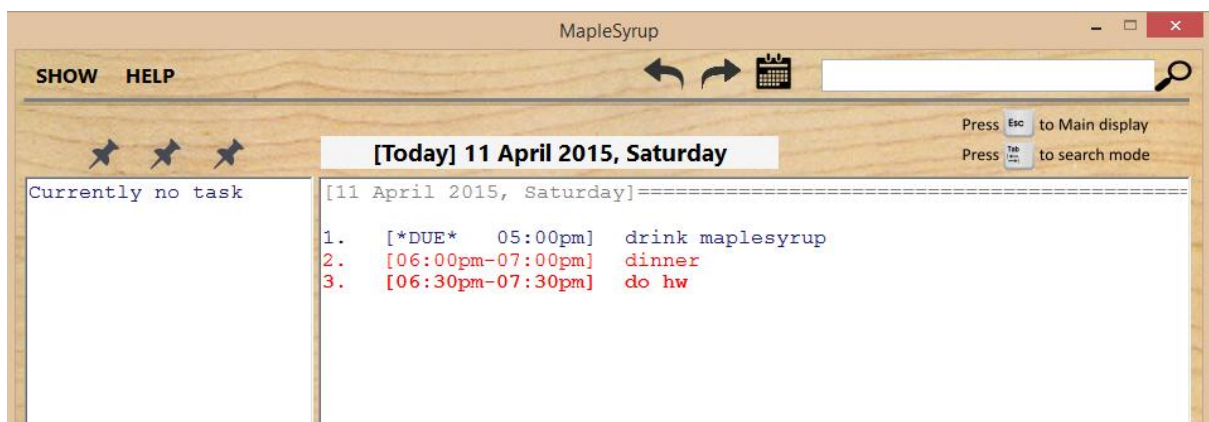 MapleSyrup
SHOW HELP
Press Esc to Main display
Press Tab to search mode
[Today] 11 April 2015, Saturday
Currently no task
[11 April 2015, Saturday]============================================
1. [*DUE* 05:00pm] drink maplesyrup
2. [06:00pm-07:00pm] dinner
3. [06:30pm-07:30pm] do hw